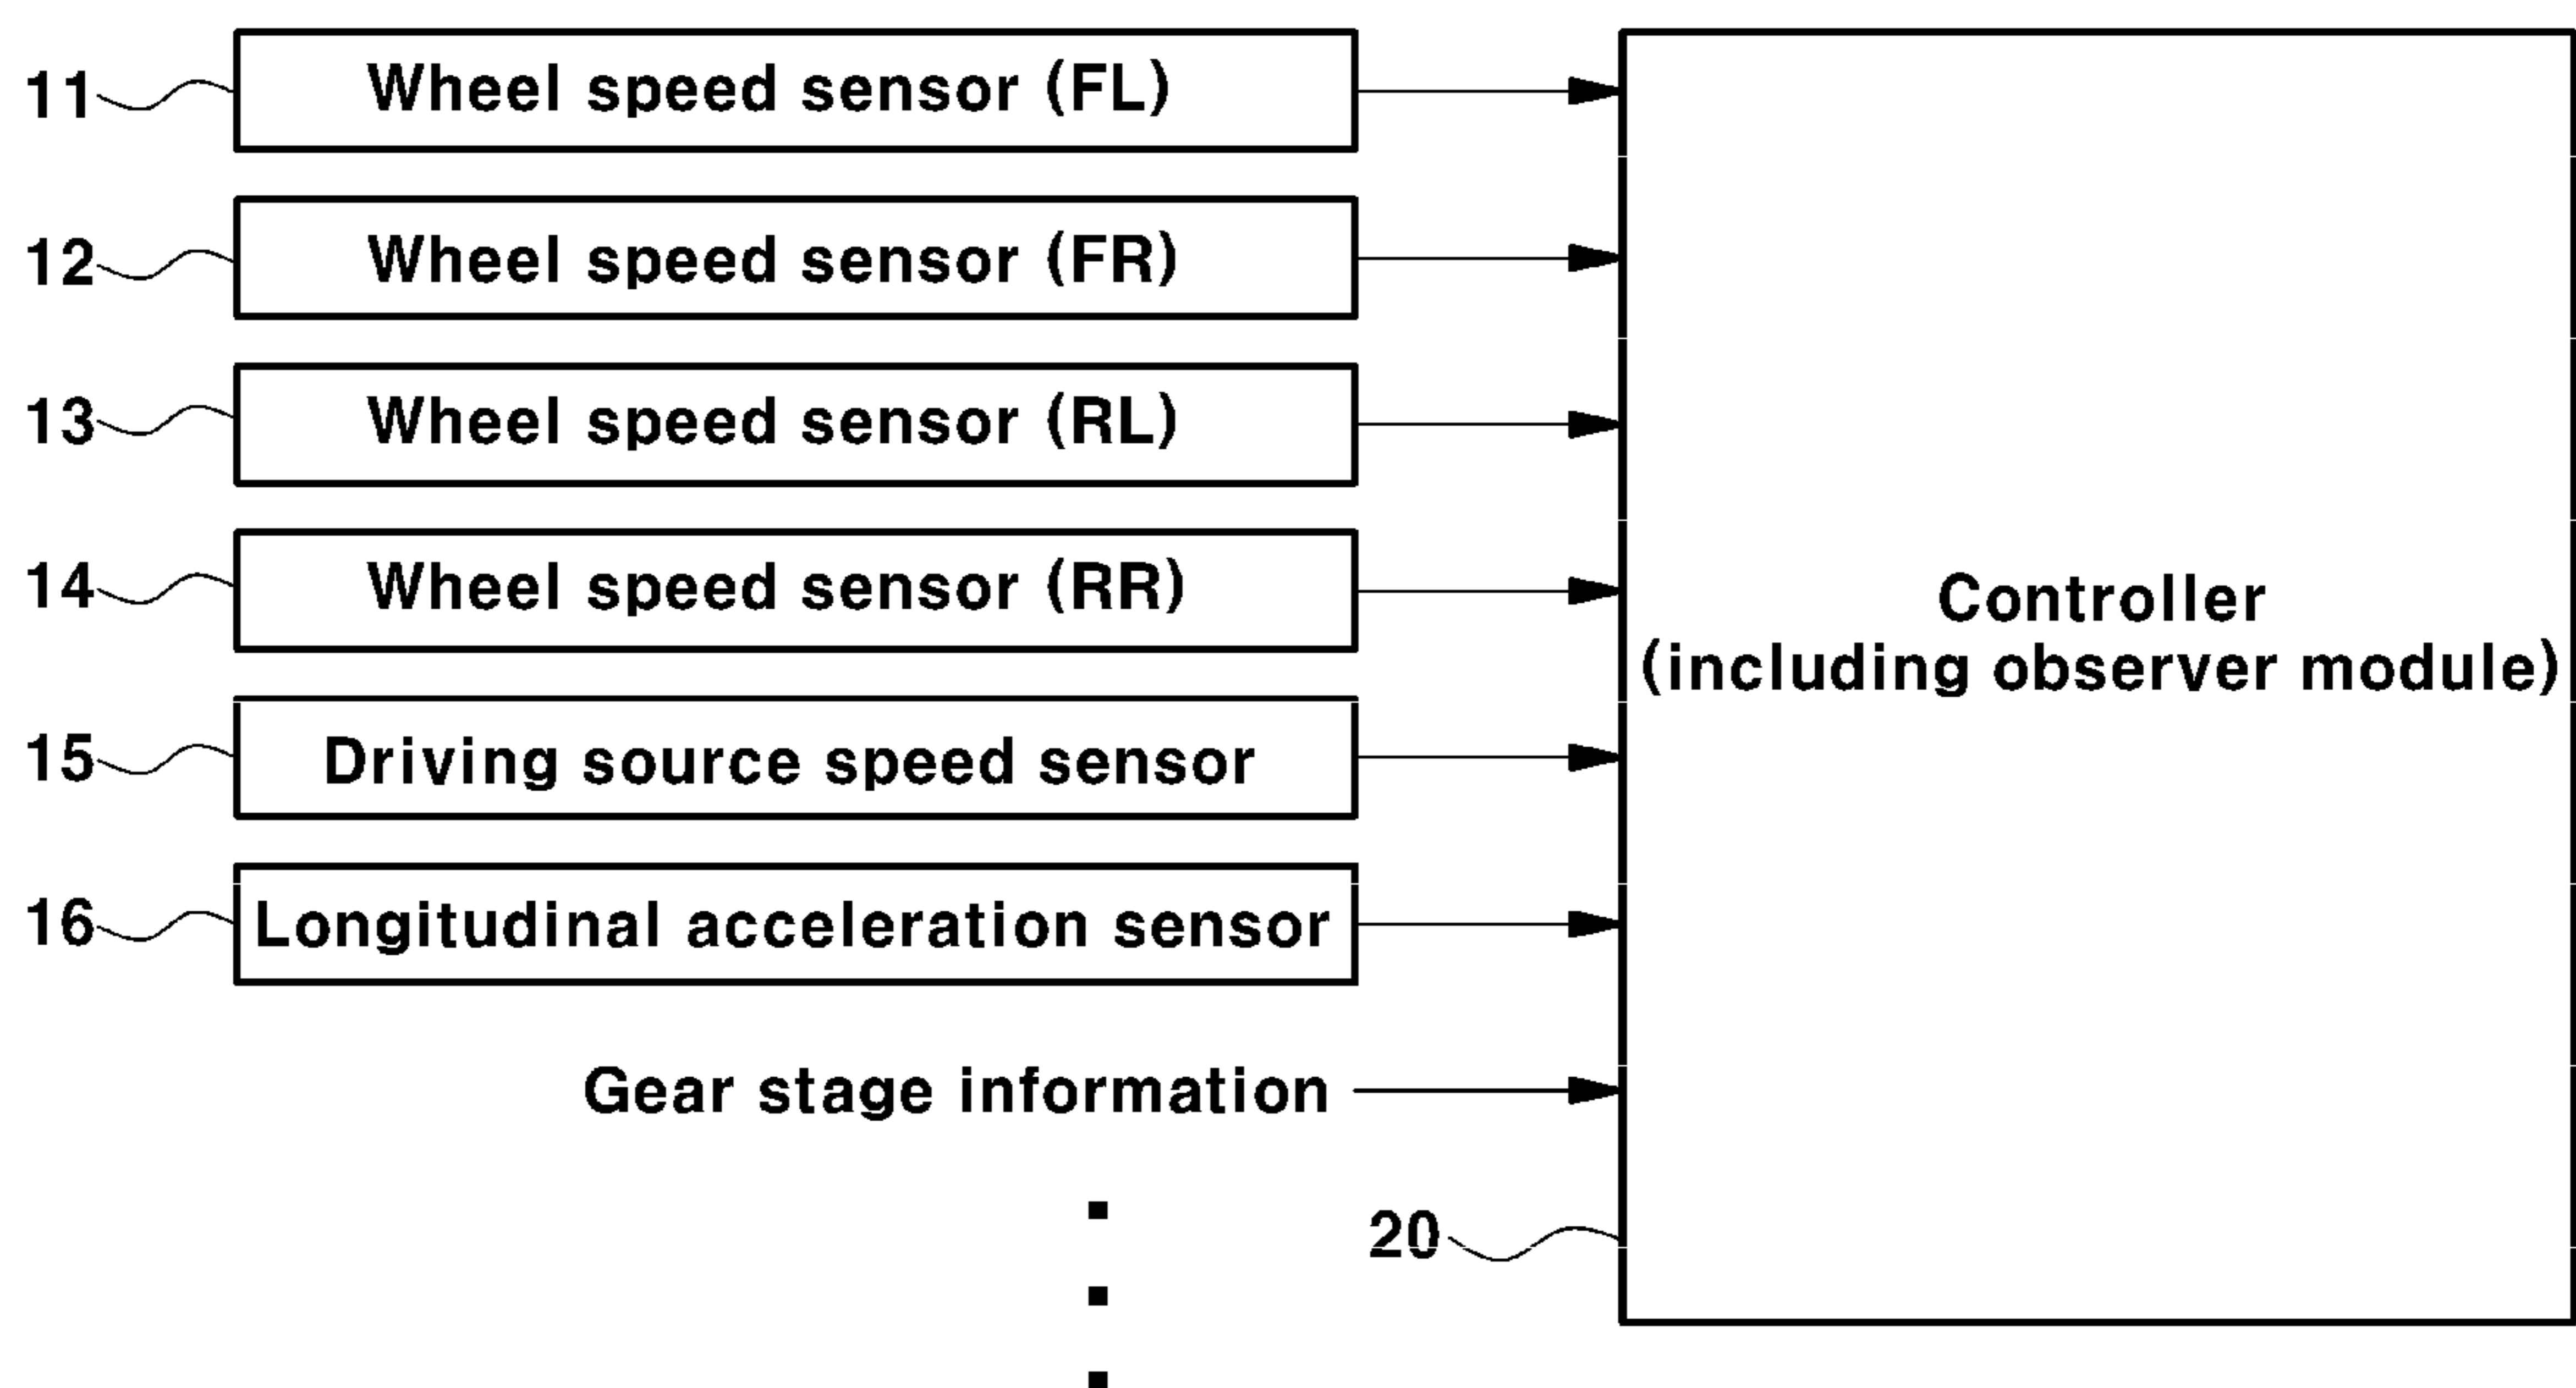 11 Wheel speed sensor (FL)
12 Wheel speed sensor (FR)
13 Wheel speed sensor (RL)
14 Wheel speed sensor (RR)
15 Driving source speed sensor
16 Longitudinal acceleration sensor
Gear stage information
20
Controller
(including observer module)